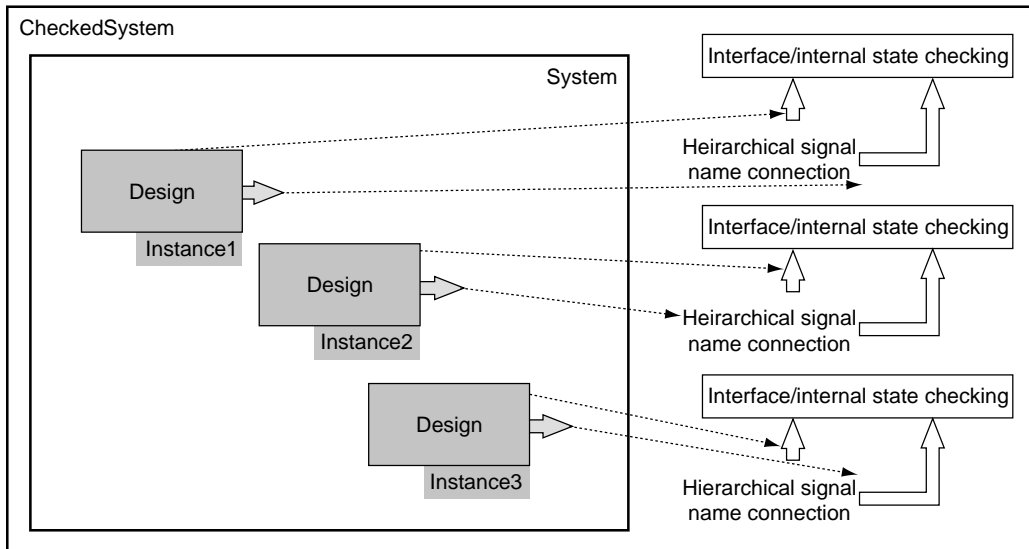 CheckedSystem
System
Interface/internal state checking
Heirarchical signal
name connection
Design
Instance1
Interface/internal state checking
Design
Instance2
Heirarchical signal
name connection
Interface/internal state checking
Design
Instance3
Hierarchical signal
name connection